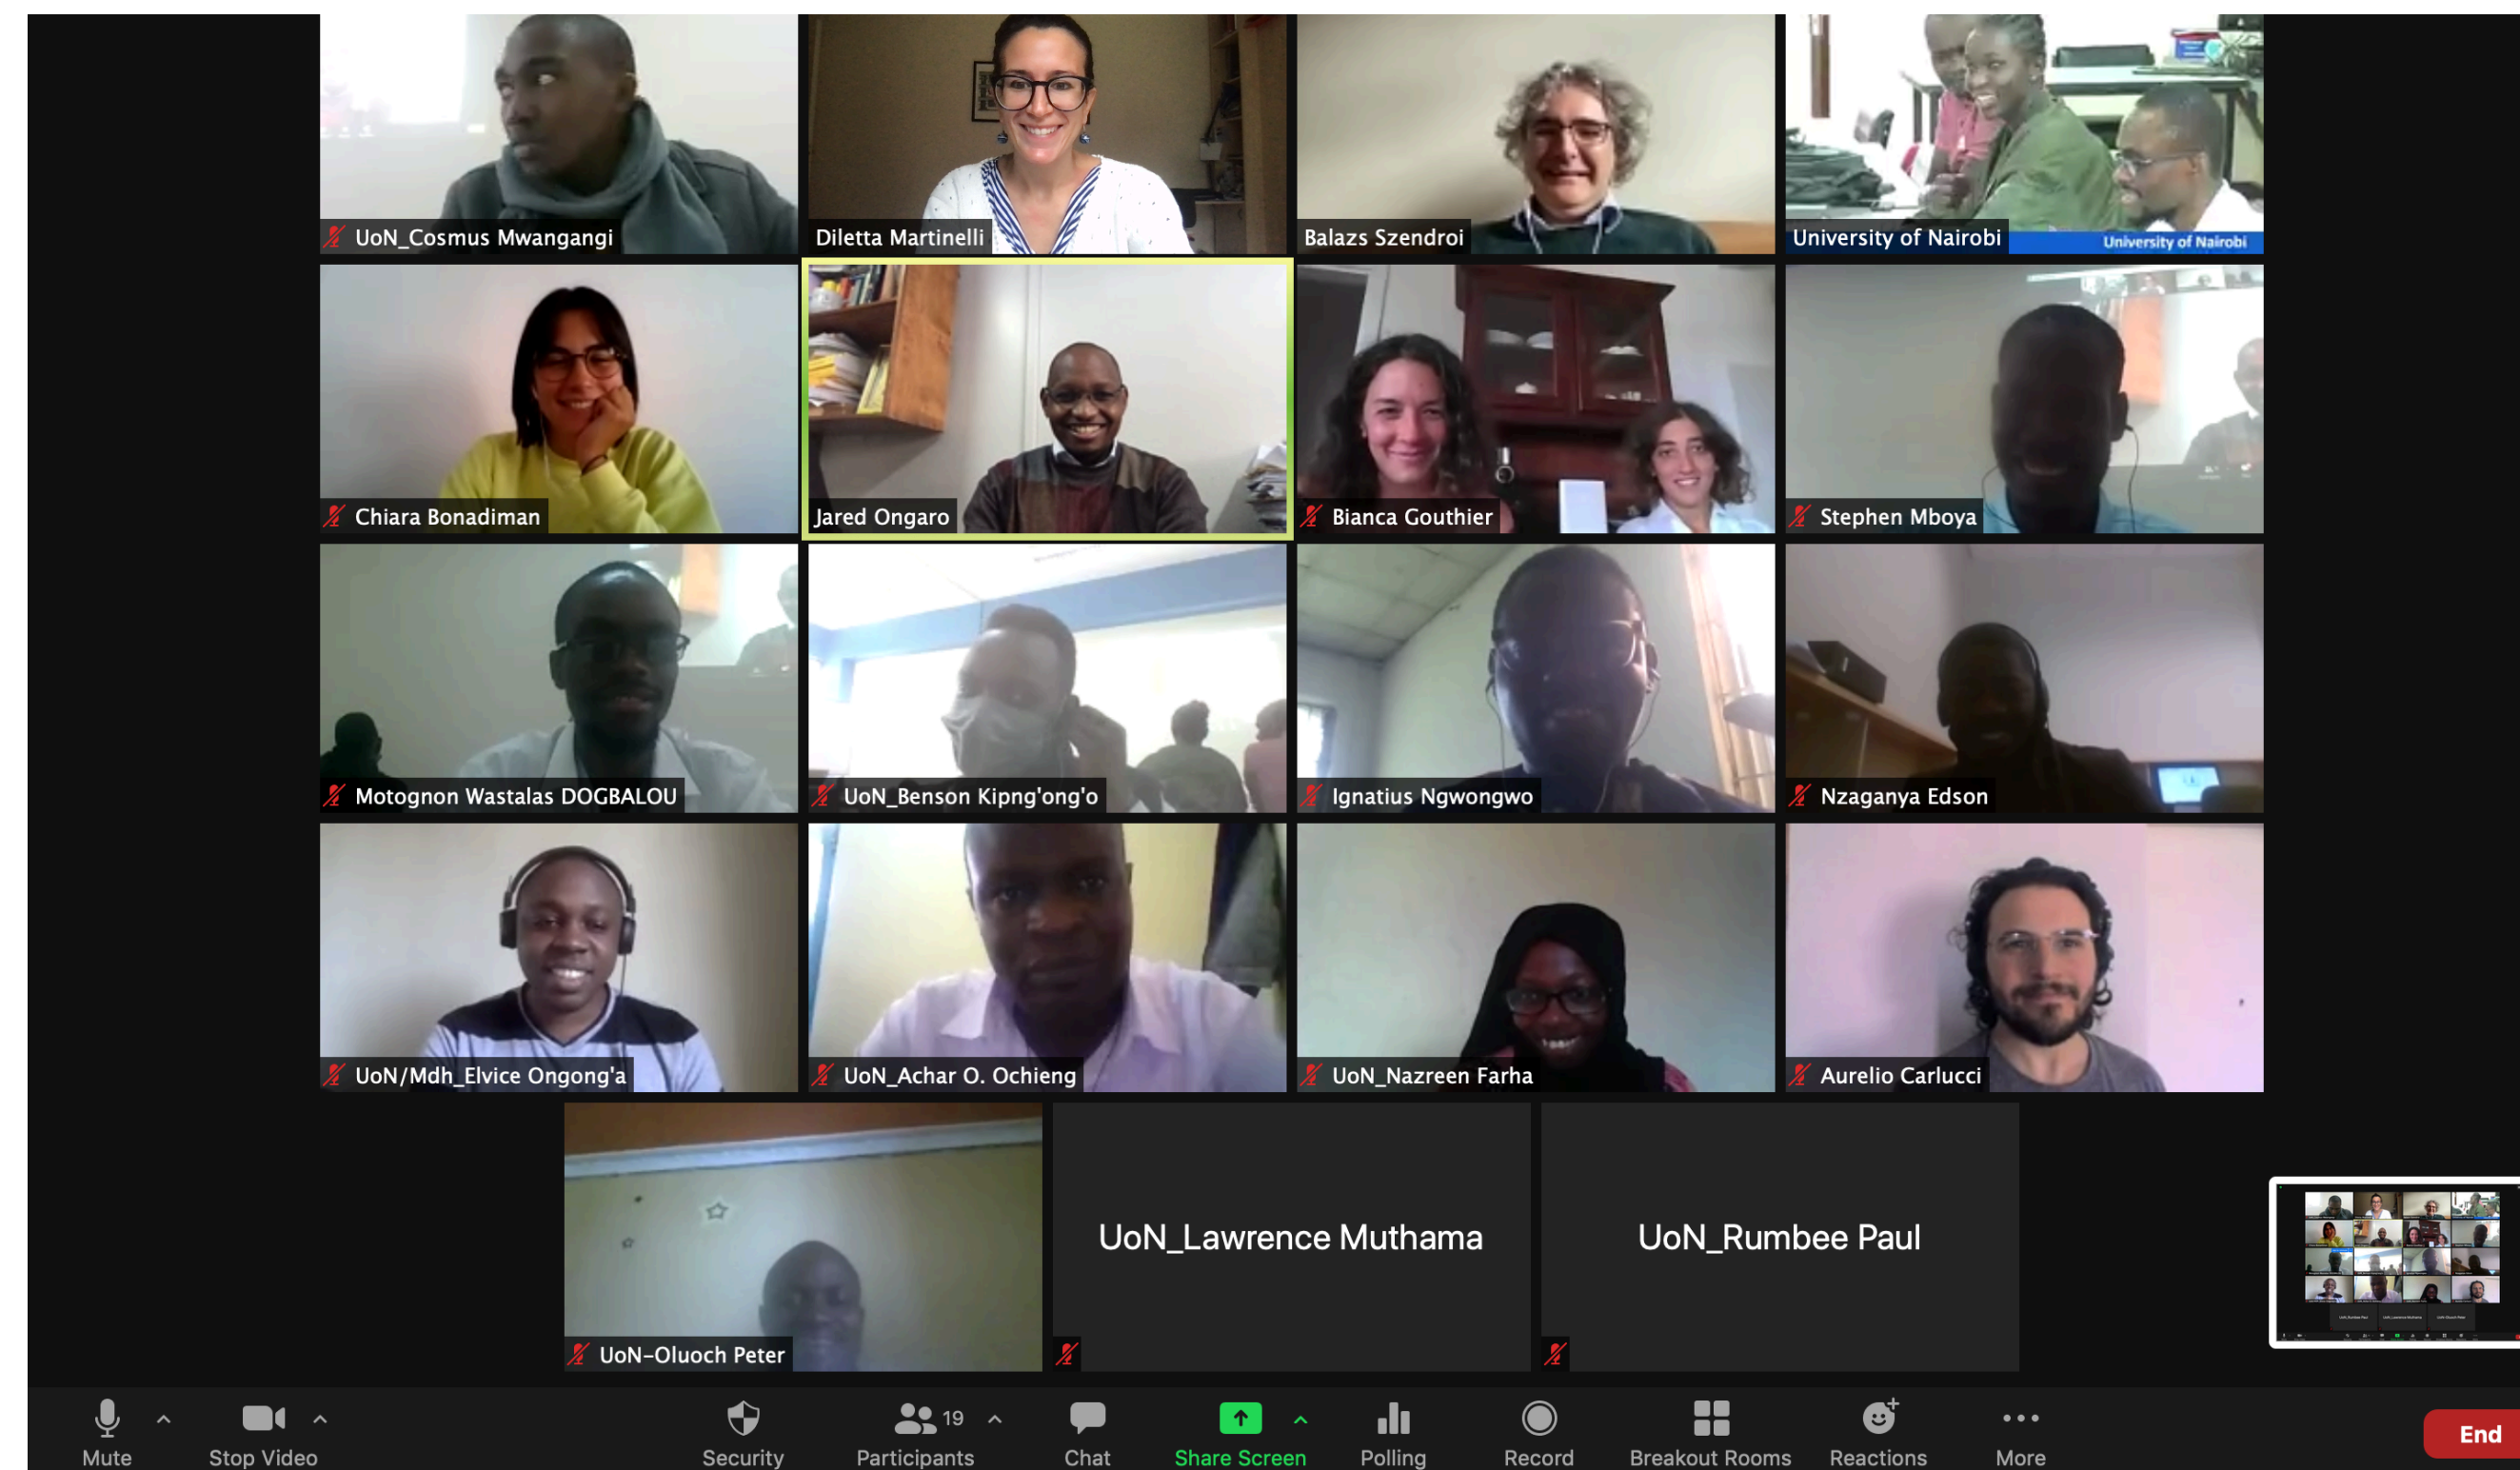 UoN_Cosmus Mwangangi
Diletta Martinelli
Balazs Szendroi
University of Nairobi
University of Nairobi
Chiara Bonadiman
Jared Ongaro
Bianca Gouthier
Stephen Mboya
Motognon Wastalas DOGBALOU
UoN_Benson Kipng'ong'o
Ignatius Ngwongwo
Nzaganya Edson
UoN/Mdh_Elvice Ongong'a
UoN_Achar O. Ochieng
UoN_Nazreen Farha
Aurelio Carlucci
UoN-Oluoch Peter
UoN_Lawrence Muthama
UoN_Rumbee Paul
19
Mute
Stop Video
Security
Participants
Chat
Share Screen
Polling
Record
Breakout Rooms
Reactions
More
End